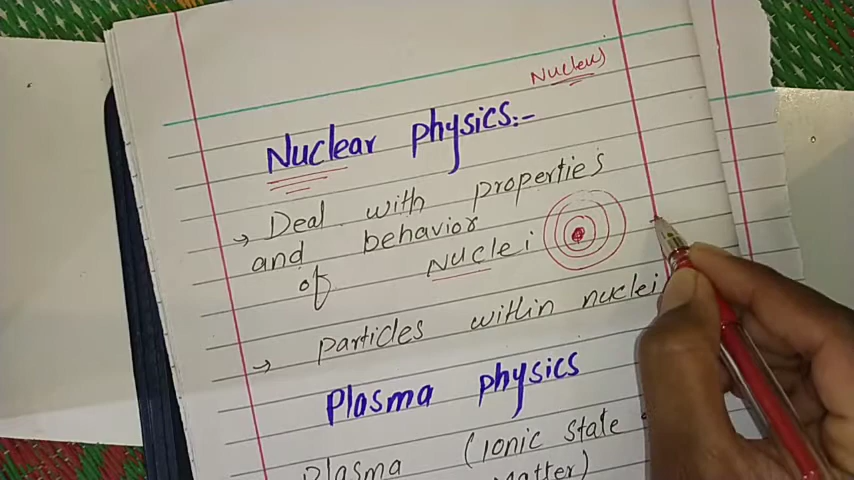 Nucleus
Nuclear physics:-
→ Deal with properties
and behavior
of Nuclei
→ particles within nuclei
Plasma physics
Plasma (ionic state
Matter)